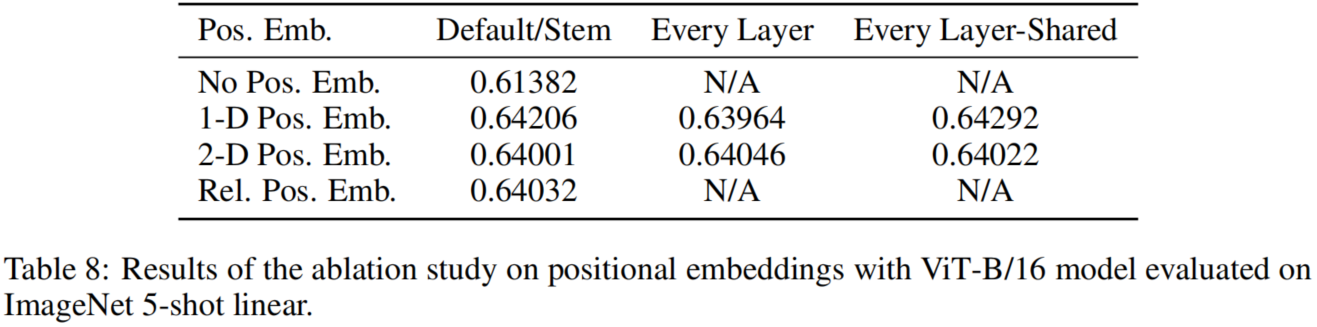 Pos. Emb. Default/Stem Every Layer Every Layer-Shared
No Pos. Emb. 0.61382 N/A N/A
1-D Pos. Emb. 0.64206 0.63964 0.64292
2-D Pos. Emb. 0.64001 0.64046 0.64022
Rel. Pos. Emb. 0.64032 N/A N/A
Table 8: Results of the ablation study on positional embeddings with ViT-B/16 model evaluated on
ImageNet 5-shot linear.